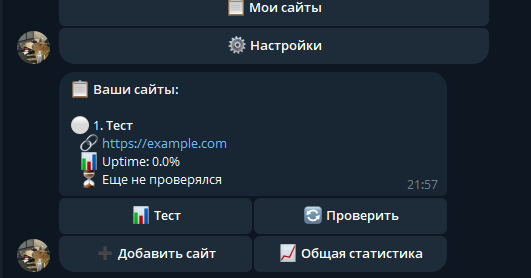 📋 Мои сайты
⚙️ Настройки
📋 Ваши сайты:
⚪ 1. Тест
🔗 https://example.com
📊 Uptime: 0.0%
⏳ Еще не проверялся
21:57
📊 Тест
🔄 Проверить
➕ Добавить сайт
📈 Общая статистика